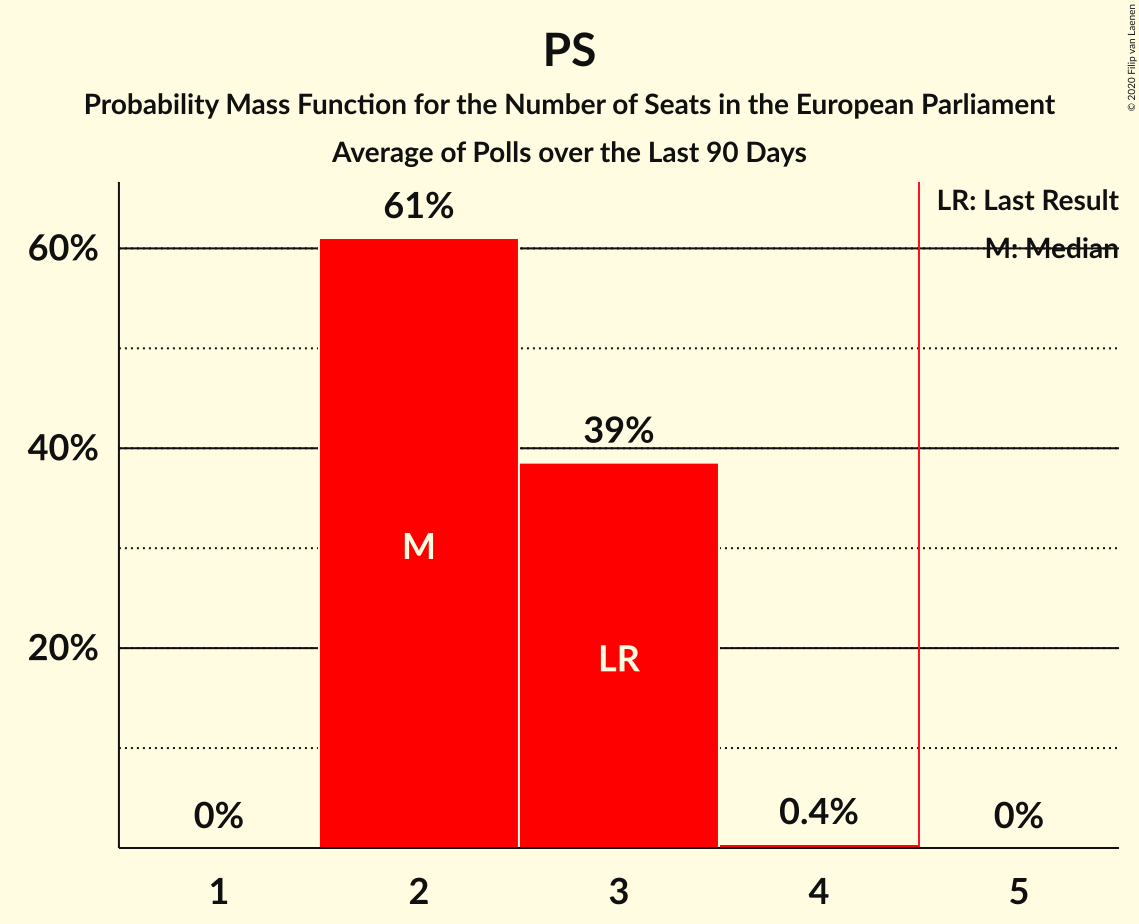 PS
Probability Mass Function for the Number of Seats in the European Parliament
Average of Polls over the Last 90 Days
© 2020 Filip van Laenen
LR: Last Result
M: Median
61%
60%
39%
40%
M
LR
20%
0%
0.4%
0%
1
2
3
4
5